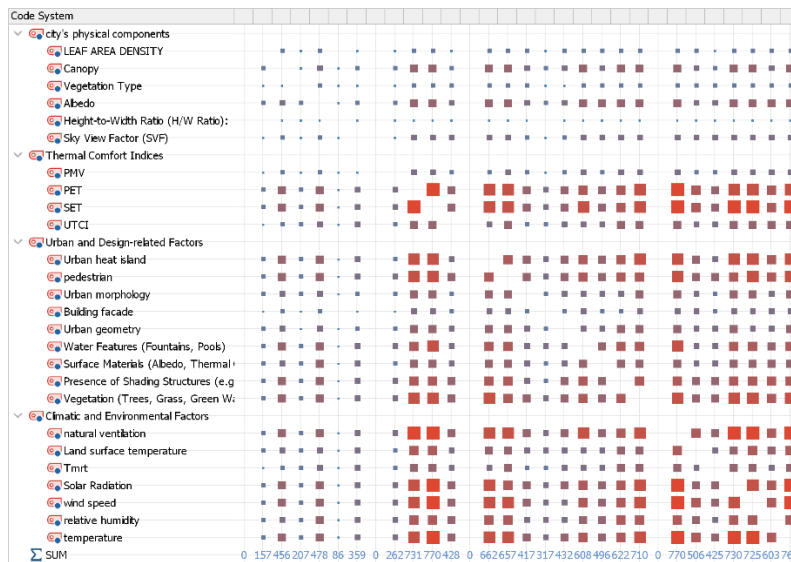 Code System
city's physical components
LEAF AREA DENSITY
Canopy
Vegetation Type
Albedo
Height-to-Width Ratio (H/W Ratio):
Sky View Factor (SVF)
Thermal Comfort Indices
PMV
PET
SET
UTCI
Urban and Design-related Factors
Urban heat island
pedestrian
Urban morphology
Building facade
Urban geometry
Water Features (Fountains, Pools)
Surface Materials (Albedo, Thermal
Presence of Shading Structures (e.g
Vegetation (Trees, Grass, Green Wa
Climatic and Environmental Factors
natural ventilation
Land surface temperature
Tmrt
Solar Radiation
wind speed
relative humidity
temperature
Σ SUM 0 157 456 207 478 86 359 0 262 731 770 428 0 662 657 417 317 432 608 496 622 710 0 770 506 425 730 725 603 76